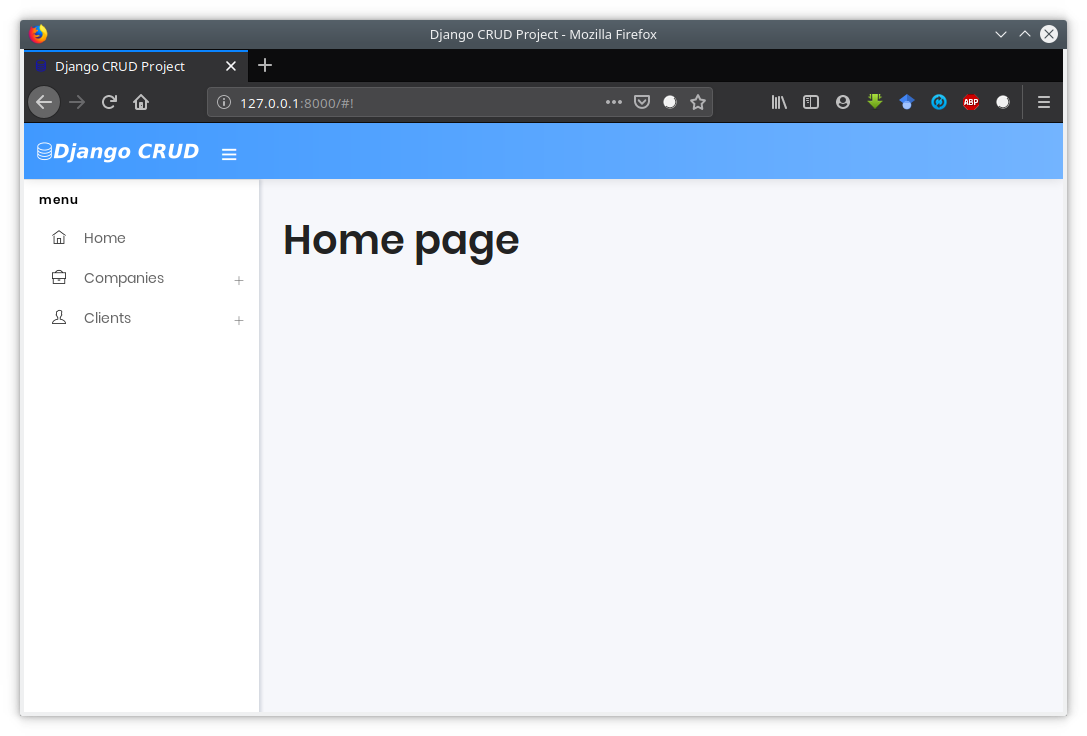 Django CRUD Project - Mozilla Firefox
Django CRUD Project
127.0.0.1:8000/#!
ABP
Django CRUD
menu
Home
Home page
Companies
Clients